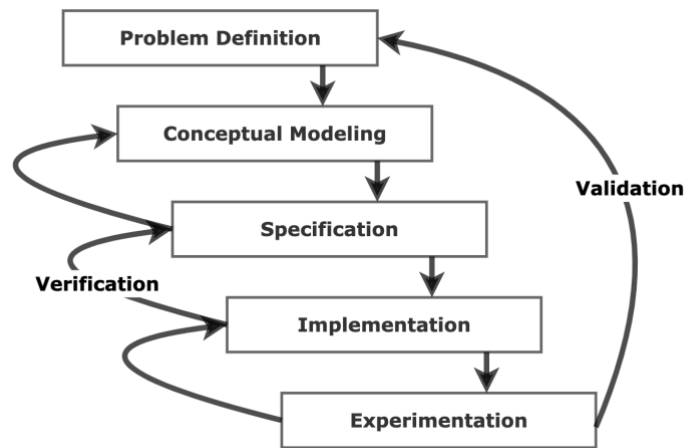 Problem Definition
Conceptual Modeling
Validation
Specification
Verification
Implementation
Experimentation